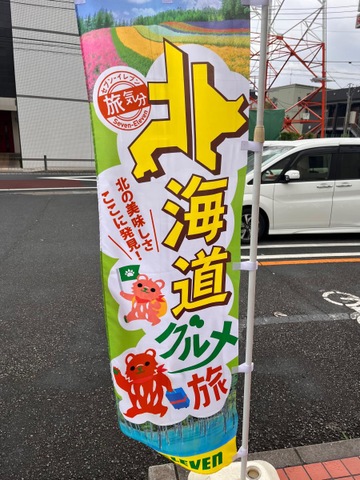 セブン-イレブン
旅気分
Seven-Eleven
北海道
北の美味しさ
ここに発見!
グルメ
旅
ELEVEN